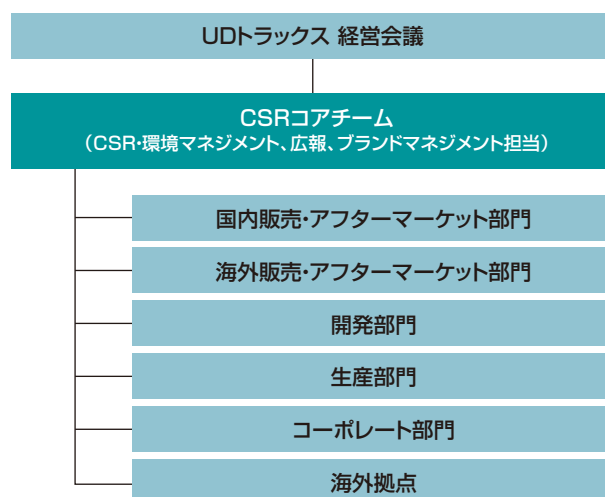 UDトラックス 経営会議
CSRコアチーム
（CSR・環境マネジメント、広報、ブランドマネジメント担当）
国内販売・アフターマーケット部門
海外販売・アフターマーケット部門
開発部門
生産部門
コーポレート部門
海外拠点